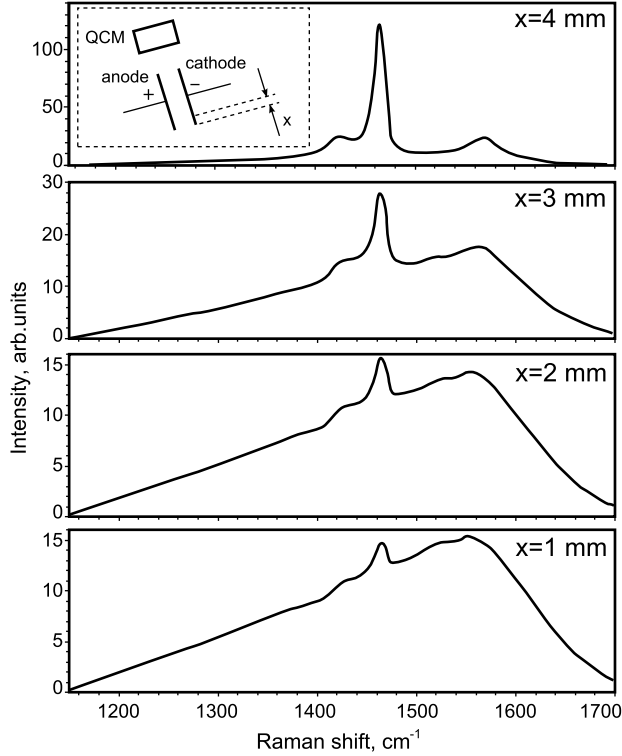 x=4 mm
QCM
cathode
anode
+
−
x
100
50
0
x=3 mm
30
20
10
0
Intensity, arb.units
x=2 mm
15
10
5
0
x=1 mm
15
10
5
0
1200 1300 1400 1500 1600 1700
Raman shift, cm-1